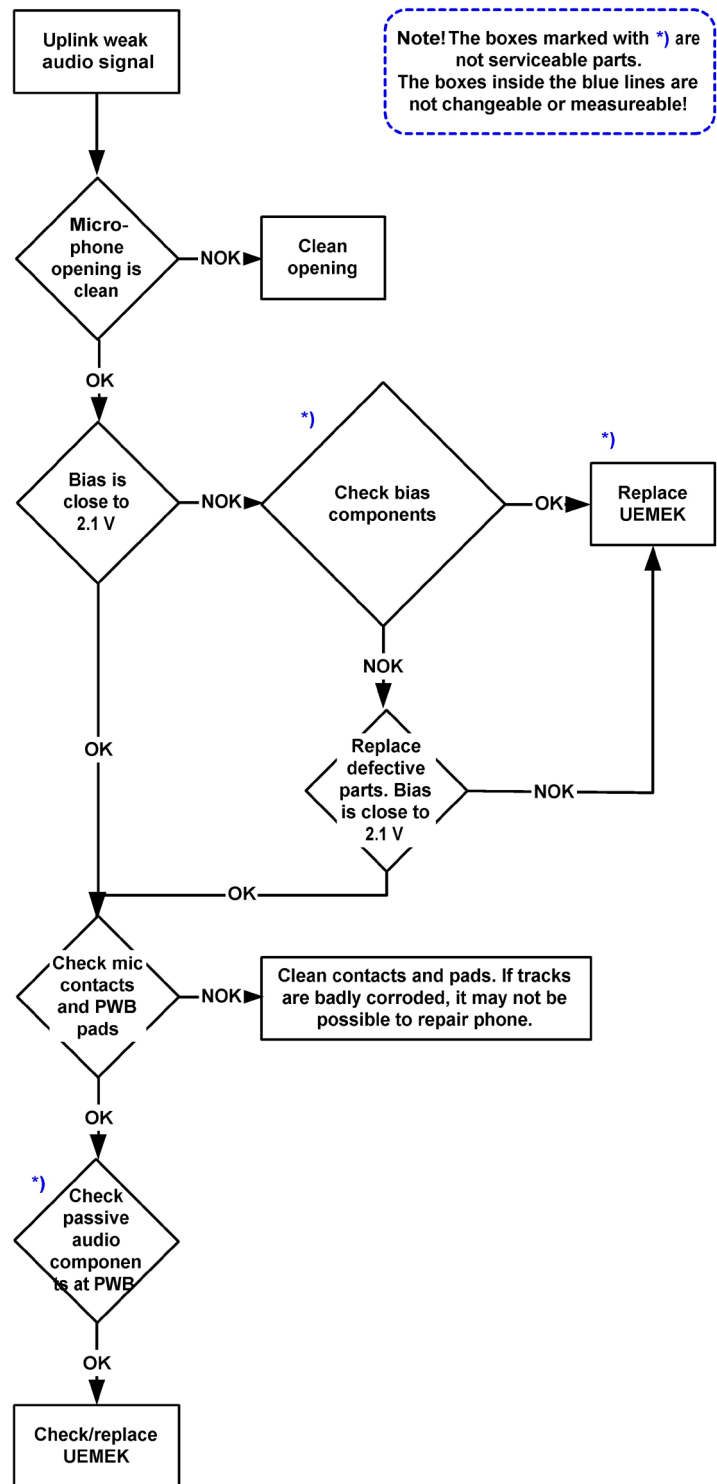 Uplink weak
audio signal
Note! The boxes marked with *) are
not serviceable parts.
The boxes inside the blue lines are
not changeable or measureable!
Micro-
phone
opening is
clean
NOK
Clean
opening
OK
*)
*)
Bias is
close to
2.1 V
NOK
Check bias
components
OK
Replace
UEMEK
NOK
OK
Replace
defective
parts. Bias
is close to
2.1 V
NOK
OK
Check mic
contacts
and PWB
pads
NOK
Clean contacts and pads. If tracks
are badly corroded, it may not be
possible to repair phone.
OK
*)
Check
passive
audio
componen
ts at PWB
OK
Check/replace
UEMEK